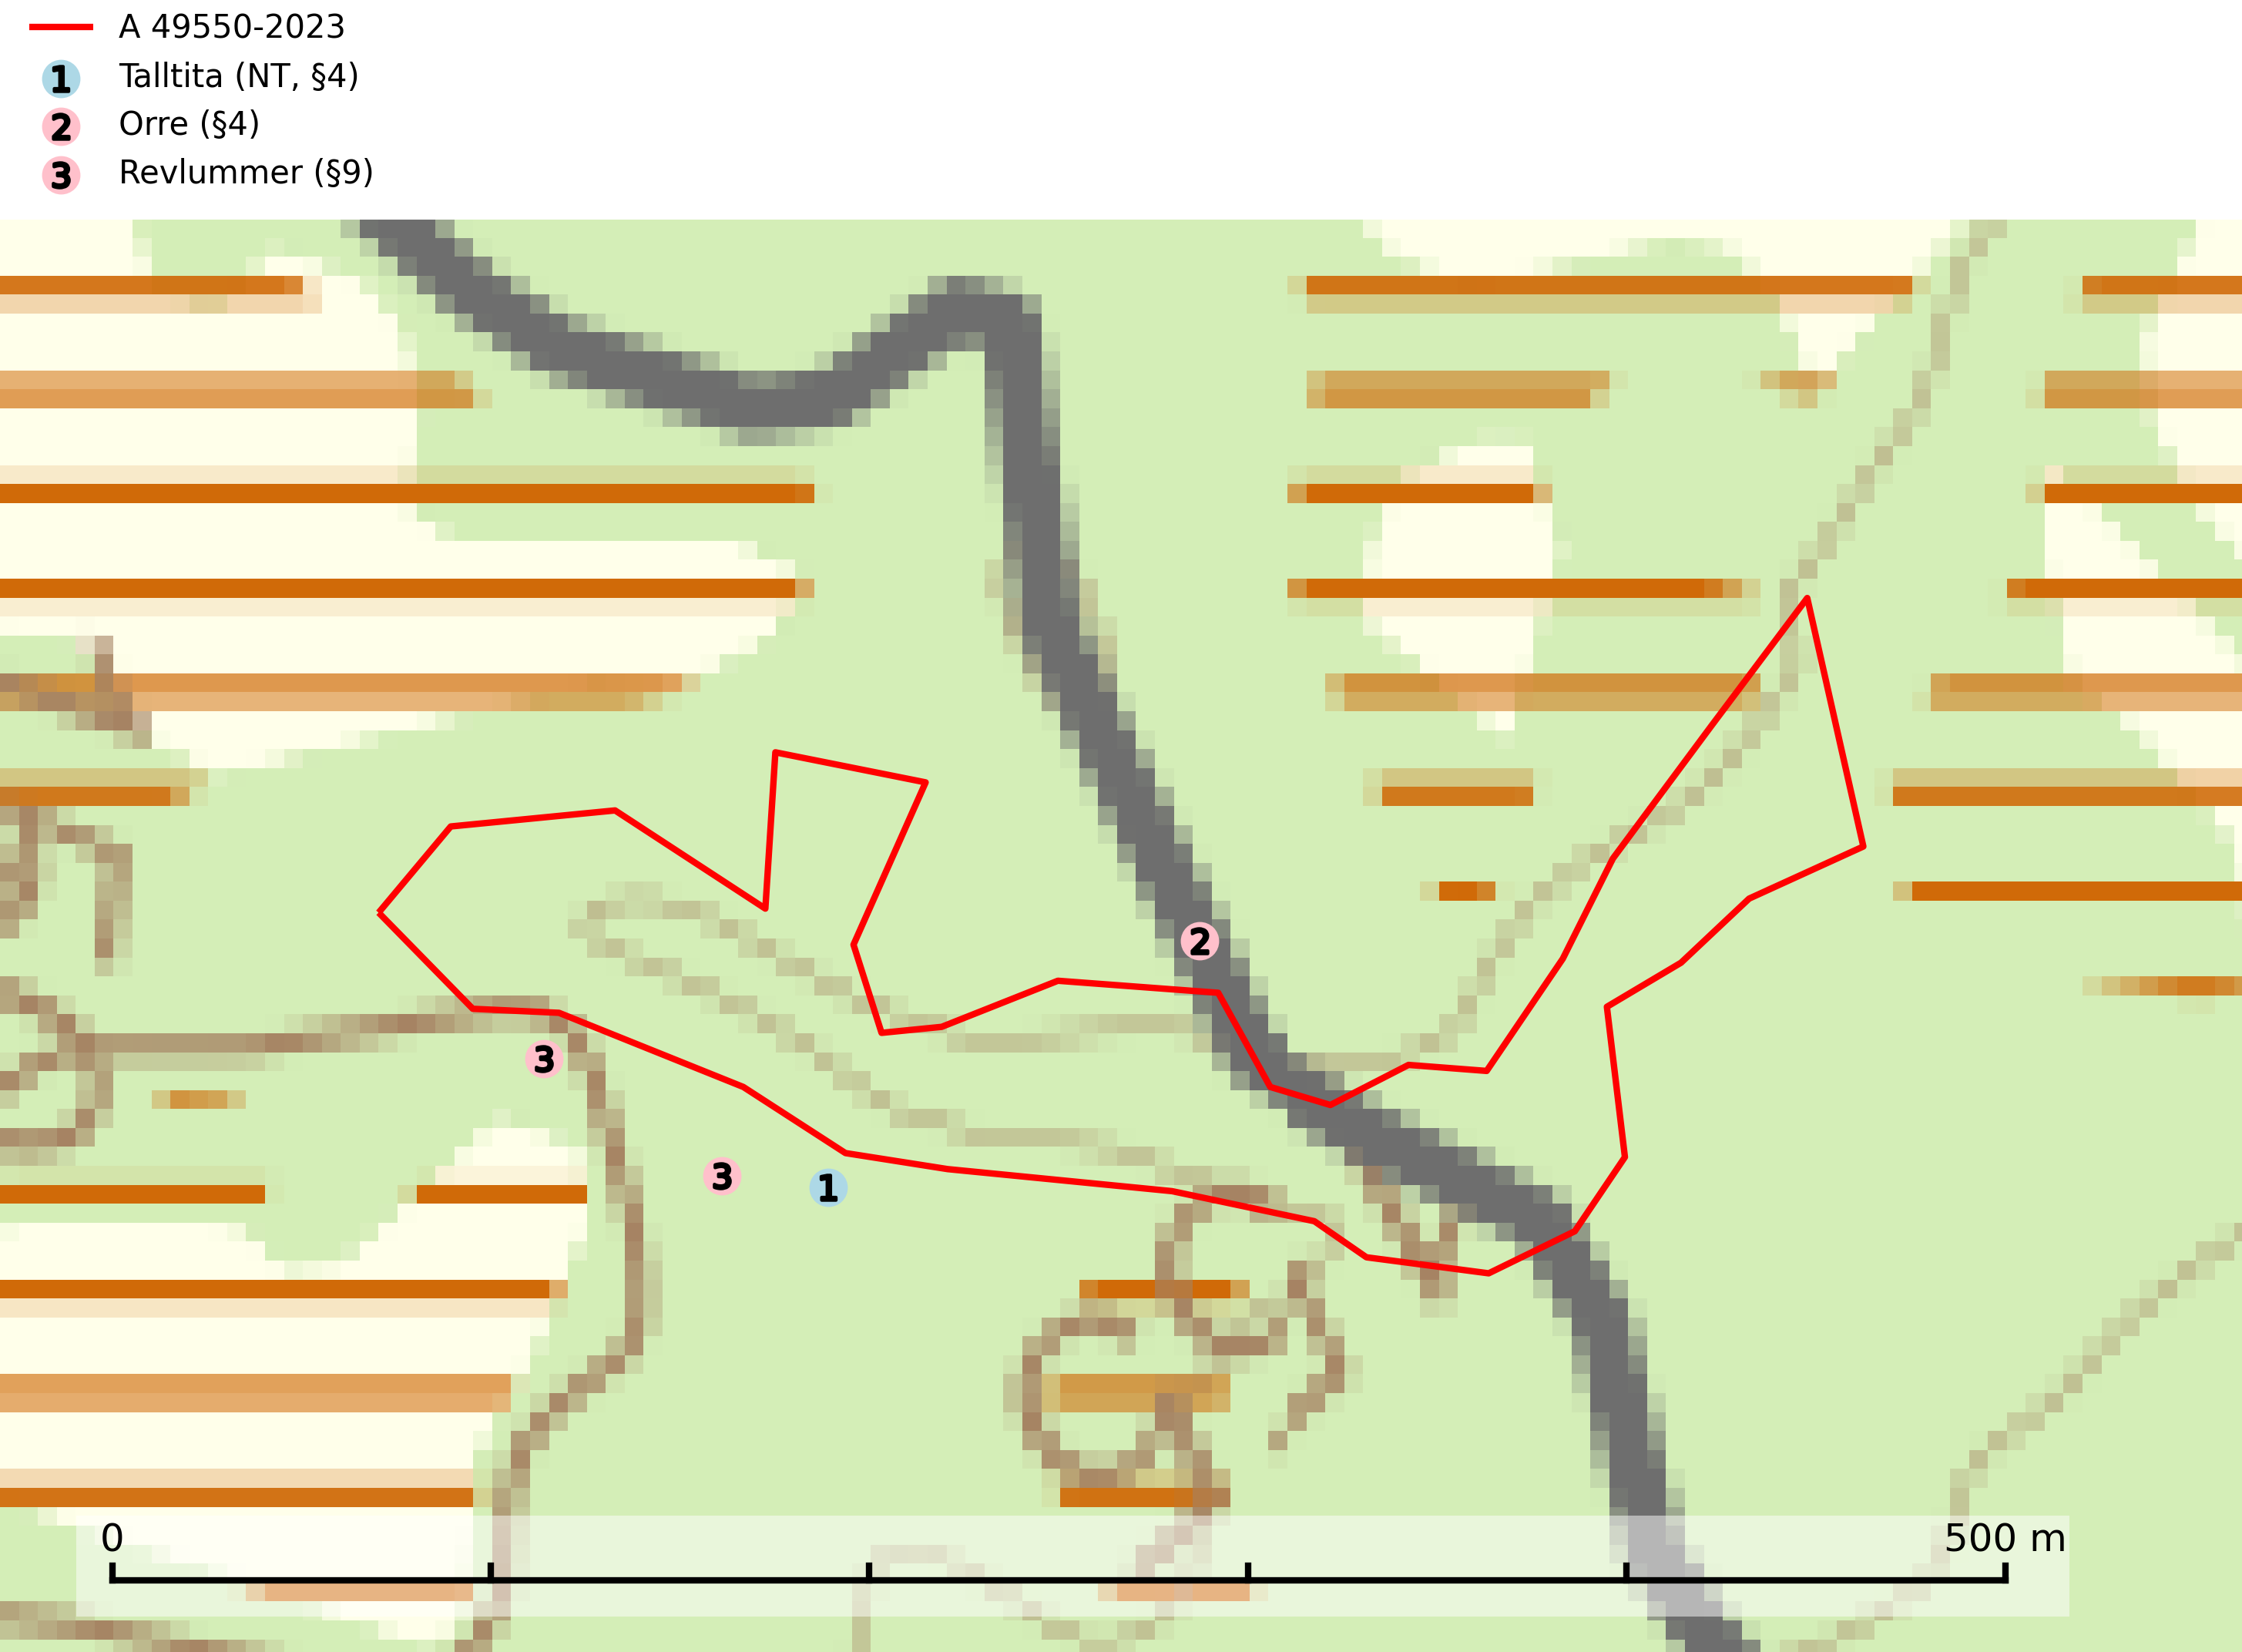 A 49550-2023
1 Talltita (NT, §4)
2 Orre (§4)
3 Revlummer (§9)
2
3
3
1
0 500 m